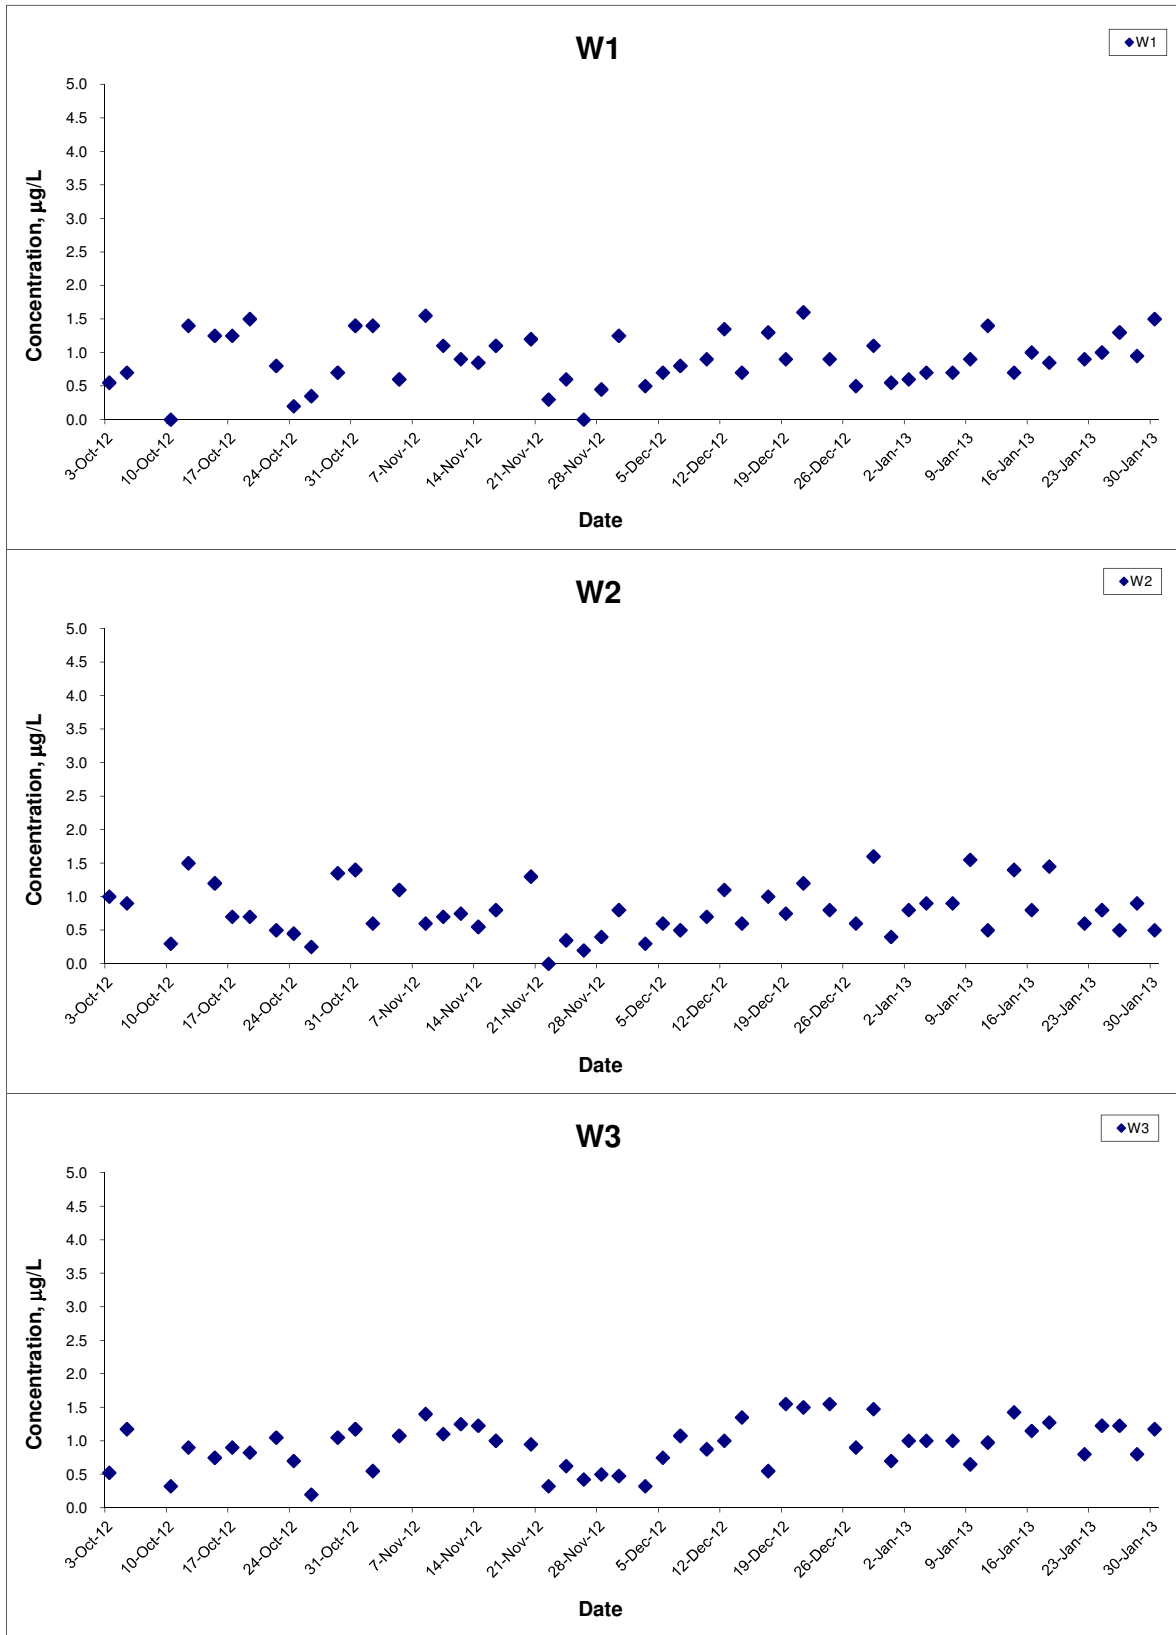 W1
W1
5.0
4.5
4.0
3.5
3.0
2.5
2.0
1.5
1.0
0.5
0.0
Concentration, µg/L
3-Oct-12
10-Oct-12
17-Oct-12
24-Oct-12
31-Oct-12
7-Nov-12
14-Nov-12
21-Nov-12
28-Nov-12
5-Dec-12
12-Dec-12
19-Dec-12
26-Dec-12
2-Jan-13
9-Jan-13
16-Jan-13
23-Jan-13
30-Jan-13
Date
W2
W2
5.0
4.5
4.0
3.5
3.0
2.5
2.0
1.5
1.0
0.5
0.0
Concentration, µg/L
3-Oct-12
10-Oct-12
17-Oct-12
24-Oct-12
31-Oct-12
7-Nov-12
14-Nov-12
21-Nov-12
28-Nov-12
5-Dec-12
12-Dec-12
19-Dec-12
26-Dec-12
2-Jan-13
9-Jan-13
16-Jan-13
23-Jan-13
30-Jan-13
Date
W3
W3
5.0
4.5
4.0
3.5
3.0
2.5
2.0
1.5
1.0
0.5
0.0
Concentration, µg/L
3-Oct-12
10-Oct-12
17-Oct-12
24-Oct-12
31-Oct-12
7-Nov-12
14-Nov-12
21-Nov-12
28-Nov-12
5-Dec-12
12-Dec-12
19-Dec-12
26-Dec-12
2-Jan-13
9-Jan-13
16-Jan-13
23-Jan-13
30-Jan-13
Date